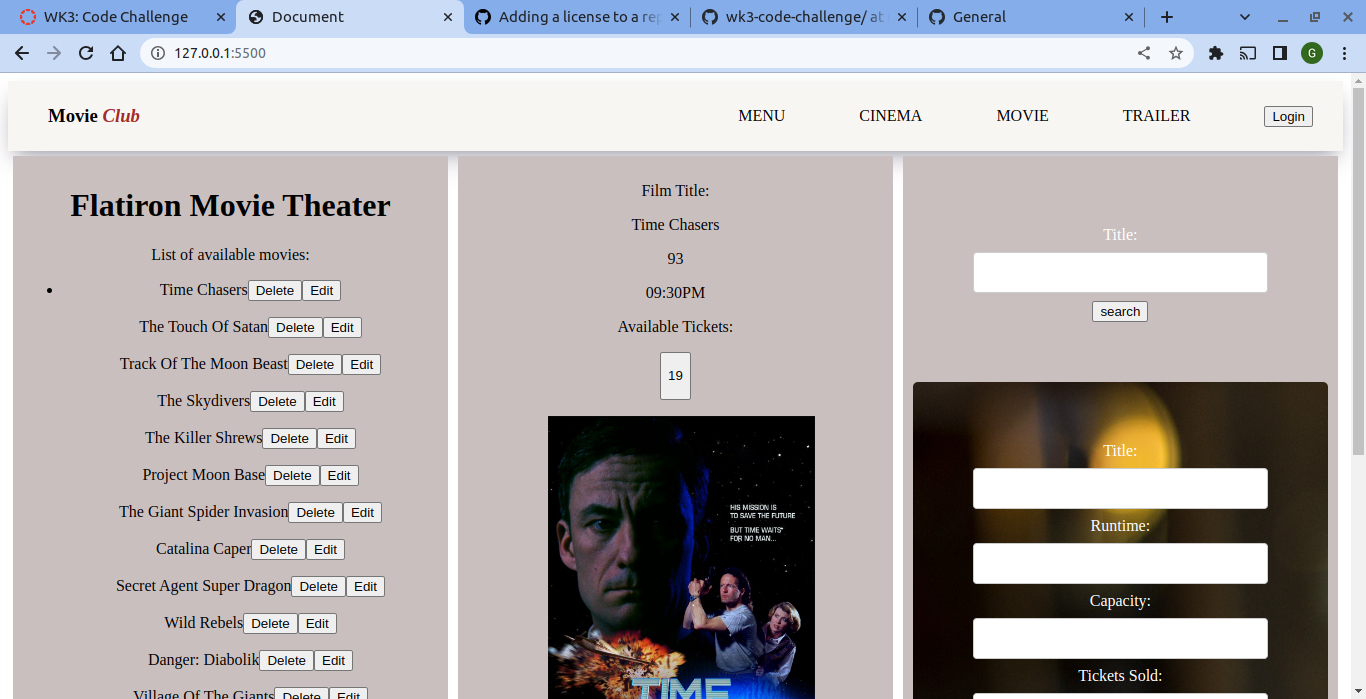 WK3: Code Challenge
Document
Adding a license to a rep
wk3-code-challenge/ at
General
127.0.0.1:5500
G
Movie Club
MENU
CINEMA
MOVIE
TRAILER
Login
Flatiron Movie Theater
List of available movies:
Time Chasers Delete Edit
The Touch Of Satan Delete Edit
Track Of The Moon Beast Delete Edit
The Skydivers Delete Edit
The Killer Shrews Delete Edit
Project Moon Base Delete Edit
The Giant Spider Invasion Delete Edit
Catalina Caper Delete Edit
Secret Agent Super Dragon Delete Edit
Wild Rebels Delete Edit
Danger: Diabolik Delete Edit
Village Of The Giants Delete Edit
Film Title:
Time Chasers
93
09:30PM
Available Tickets:
19
HIS MISSION IS
TO SAVE THE FUTURE
BUT TIME WAITS
FOR NO MAN...
TIME
Title:
search
Title:
Runtime:
Capacity:
Tickets Sold: